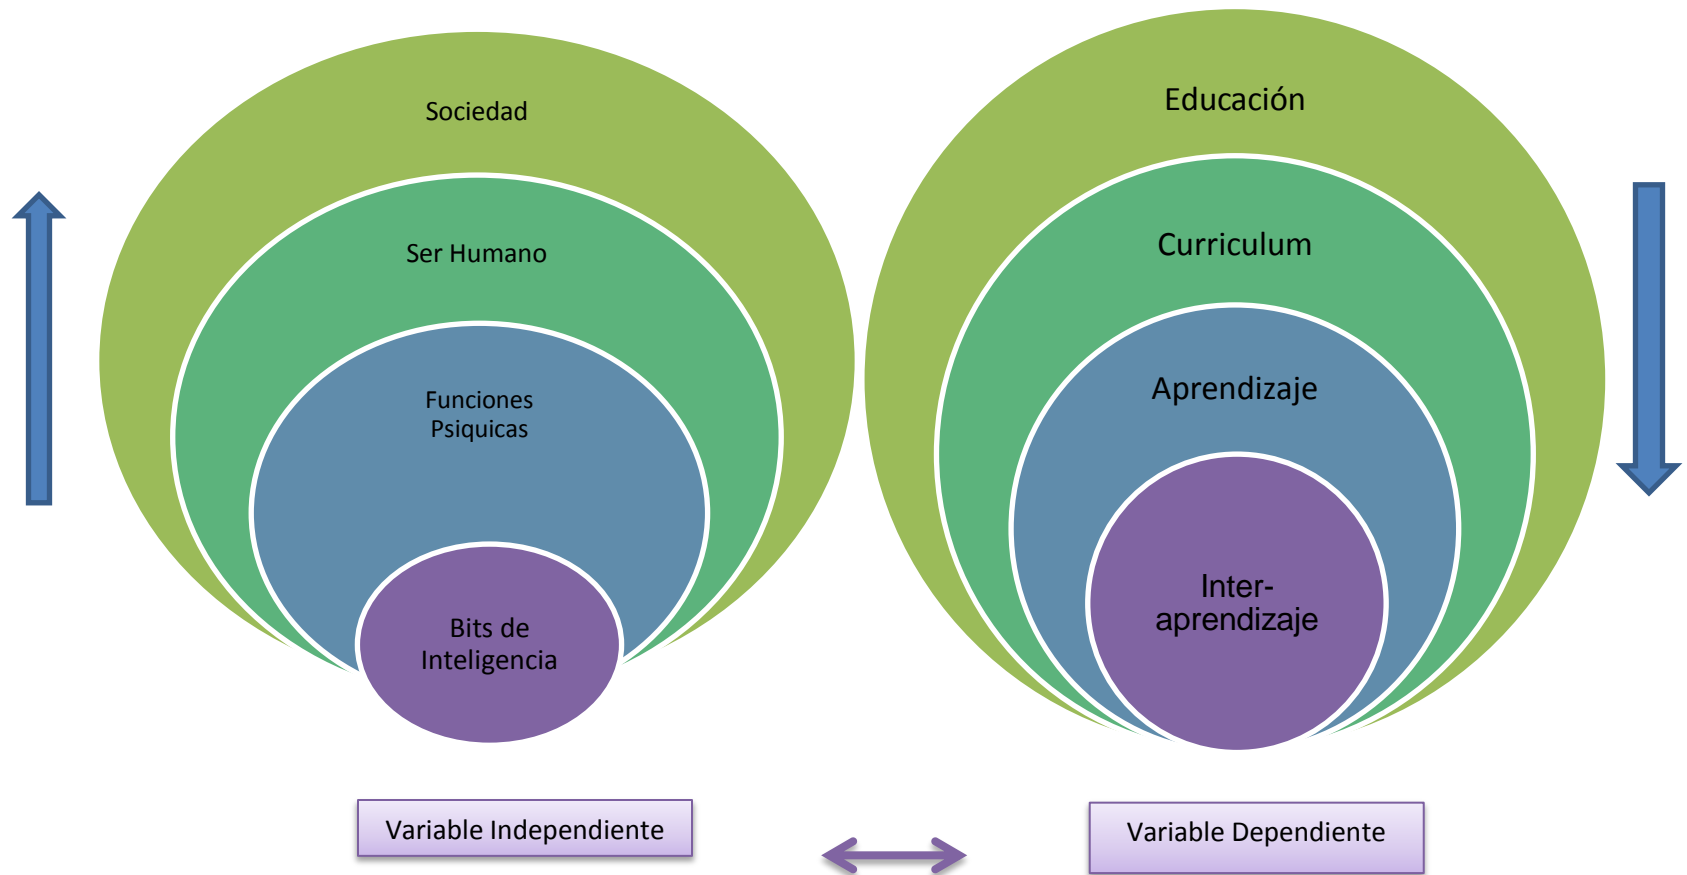 Sociedad
Ser Humano
Funciones
Psiquicas
Bits de
Inteligencia
Educación
Curriculum
Aprendizaje
Inter-
aprendizaje
Variable Independiente
Variable Dependiente